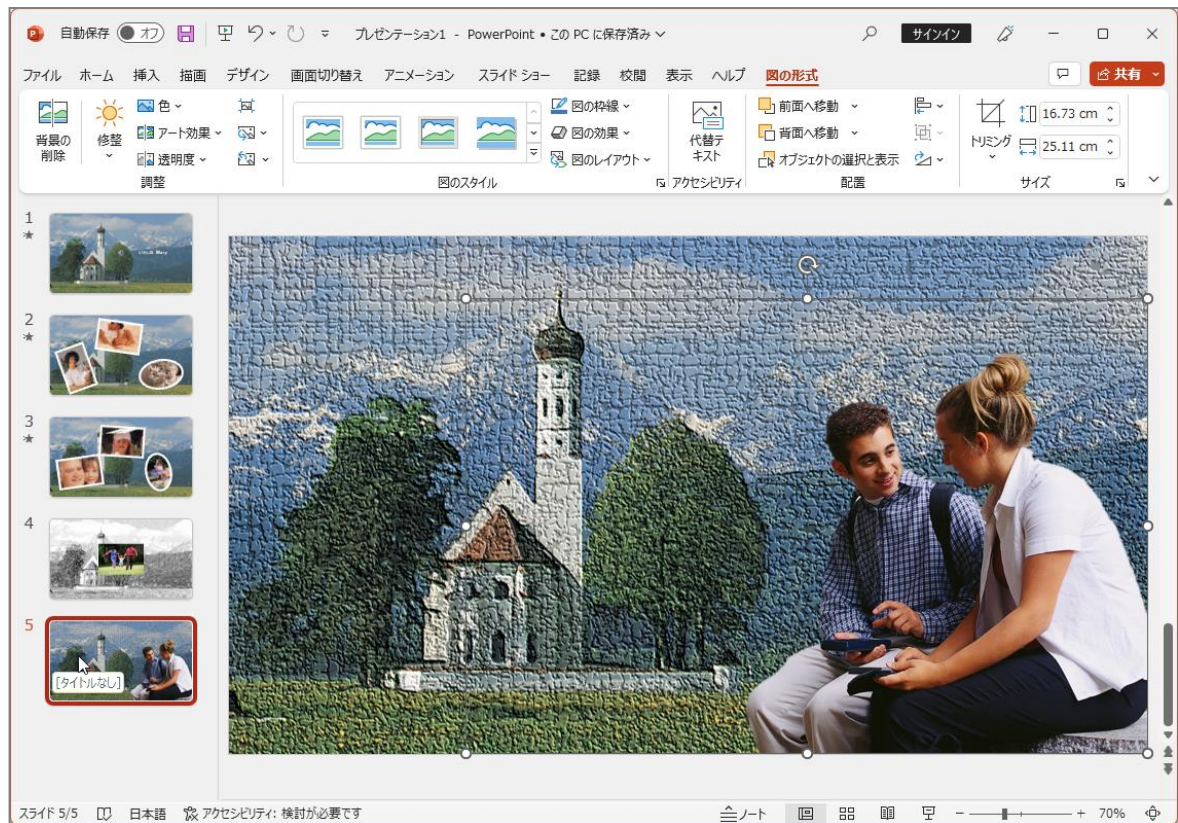 自動保存 オフ プレゼンテーション1 - PowerPoint • この PC に保存済み サインイン
ファイル ホーム 挿入 描画 デザイン 画面切り替え アニメーション スライド ショー 記録 校閲 表示 ヘルプ 図の形式 共有
背景の
削除
修整
色
アート効果
透明度
調整
図のスタイル
図の枠線
図の効果
図のレイアウト
代替テ
キスト
アクセシビリティ
前面へ移動
背面へ移動
オブジェクトの選択と表示
配置
トリミング
16.73 cm
25.11 cm
サイズ
1
2
3
4
5
[タイトルなし]
スライド 5/5 日本語 アクセシビリティ: 検討が必要です ノート 70%